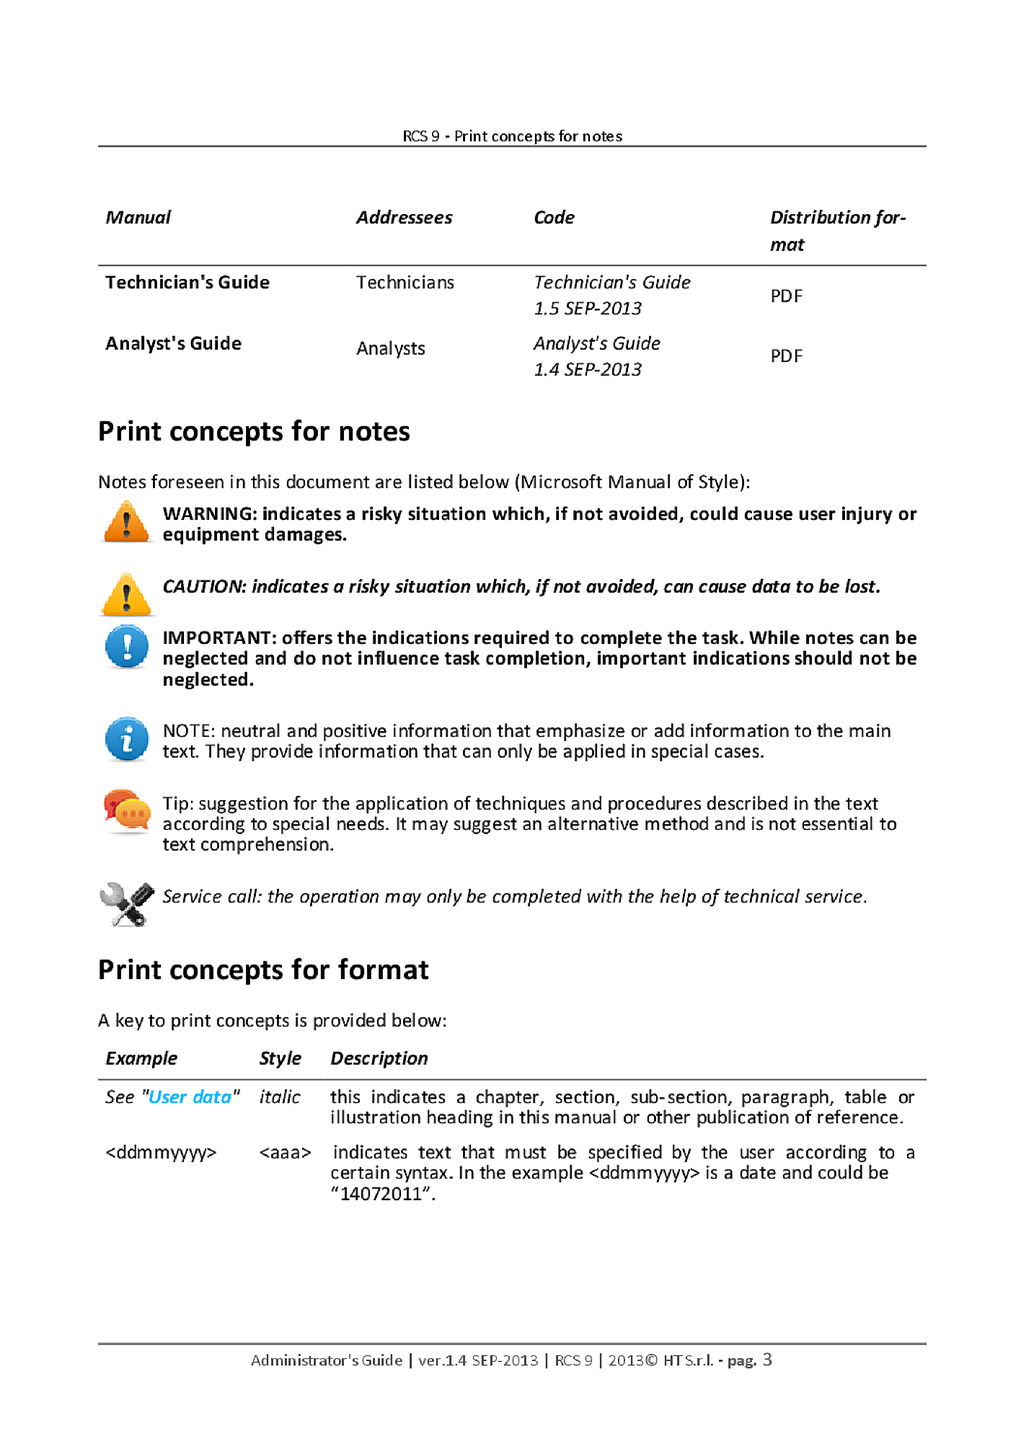 RCS 9 - Print concepts for notes
Manual Addressees Code Distribution for-
mat
Technician's Guide Technicians Technician's Guide
1.5 SEP-2013 PDF
Analyst's Guide Analysts Analyst's Guide
1.4 SEP-2013 PDF
Print concepts for notes
Notes foreseen in this document are listed below (Microsoft Manual of Style):
WARNING: indicates a risky situation which, if not avoided, could cause user injury or
equipment damages.
CAUTION: indicates a risky situation which, if not avoided, can cause data to be lost.
IMPORTANT: offers the indications required to complete the task. While notes can be
neglected and do not influence task completion, important indications should not be
neglected.
NOTE: neutral and positive information that emphasize or add information to the main
text. They provide information that can only be applied in special cases.
Tip: suggestion for the application of techniques and procedures described in the text
according to special needs. It may suggest an alternative method and is not essential to
text comprehension.
Service call: the operation may only be completed with the help of technical service.
Print concepts for format
A key to print concepts is provided below:
Example Style Description
See "User data" italic this indicates a chapter, section, sub-section, paragraph, table or
illustration heading in this manual or other publication of reference.
<ddmmyyyy> <aaa> indicates text that must be specified by the user according to a
certain syntax. In the example <ddmmyyyy> is a date and could be
“14072011”.
Administrator's Guide | ver.1.4 SEP-2013 | RCS 9 | 2013© HT S.r.l. - pag. 3